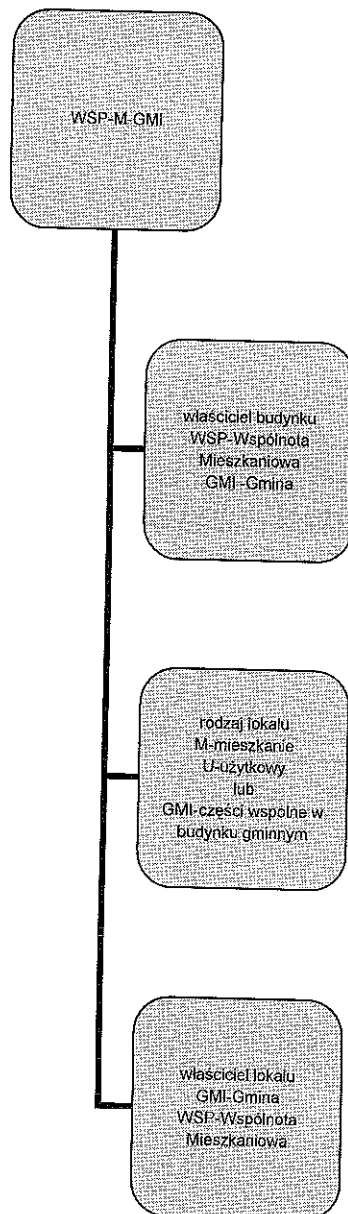 WSP-M-GMI
właściciel budynku
WSP-Wspólnota
Mieszkaniowa
GMI -Gmina
rodzaj lokalu
M-mieszkanie
U-użytkowy
lub
GMI-części wspólne w
budynku gminnym
właściciel lokalu
GMI-Gmina
WSP-Wspólnota
Mieszkaniowa